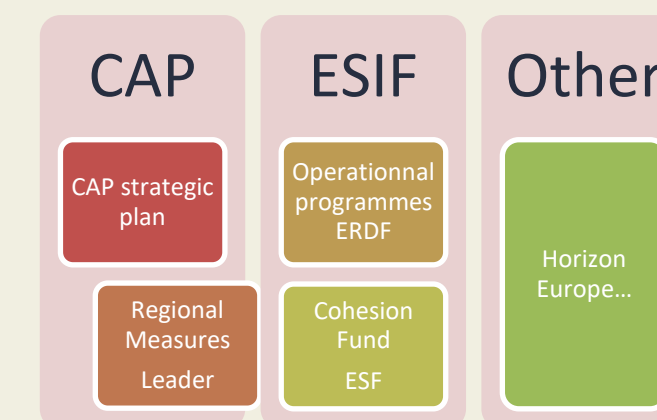 CAP
CAP strategic
plan
Regional
Measures
Leader
ESIF
Operationnal
programmes
ERDF
Cohesion
Fund
ESF
Other
Horizon
Europe...